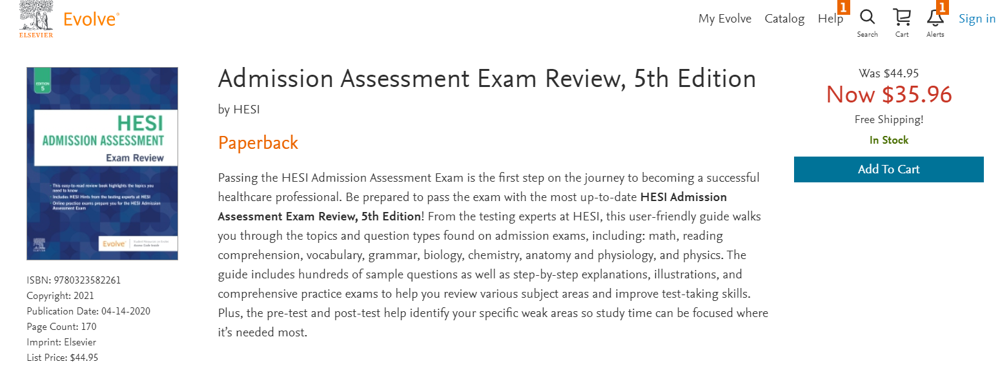 ELSEVIER
Evolve®
My Evolve Catalog Help 1
Search
Cart
1
Alerts
Sign in
EDITION
5
HESI
ADMISSION ASSESSMENT
Exam Review
· This easy-to-read review book highlights the topics you
need to know
· Includes HESI Hints from the testing experts at HESI
· Online practice exams prepare you for the HESI Admission
Assessment Exam
Evolve
Student Resources on Evolve
Access Code Inside
ISBN: 9780323582261
Copyright: 2021
Publication Date: 04-14-2020
Page Count: 170
Imprint: Elsevier
List Price: $44.95
Admission Assessment Exam Review, 5th Edition
by HESI
Paperback
Passing the HESI Admission Assessment Exam is the first step on the journey to becoming a successful
healthcare professional. Be prepared to pass the exam with the most up-to-date HESI Admission
Assessment Exam Review, 5th Edition! From the testing experts at HESI, this user-friendly guide walks
you through the topics and question types found on admission exams, including: math, reading
comprehension, vocabulary, grammar, biology, chemistry, anatomy and physiology, and physics. The
guide includes hundreds of sample questions as well as step-by-step explanations, illustrations, and
comprehensive practice exams to help you review various subject areas and improve test-taking skills.
Plus, the pre-test and post-test help identify your specific weak areas so study time can be focused where
it’s needed most.
Was $44.95
Now $35.96
Free Shipping!
In Stock
Add To Cart